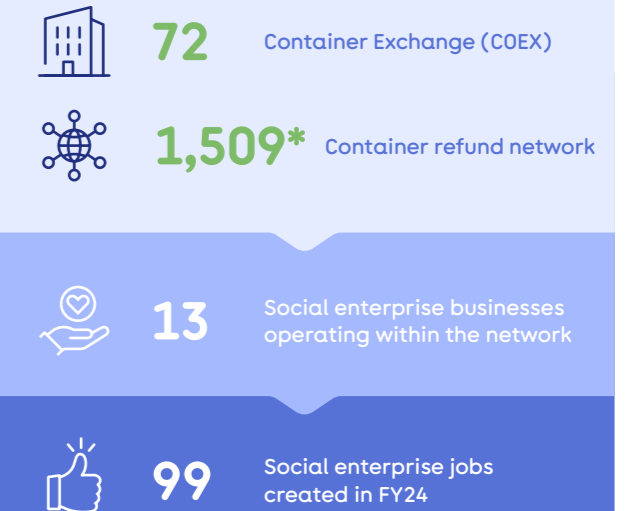 72 Container Exchange (COEX)
1,509* Container refund network
13 Social enterprise businesses
operating within the network
99 Social enterprise jobs
created in FY24